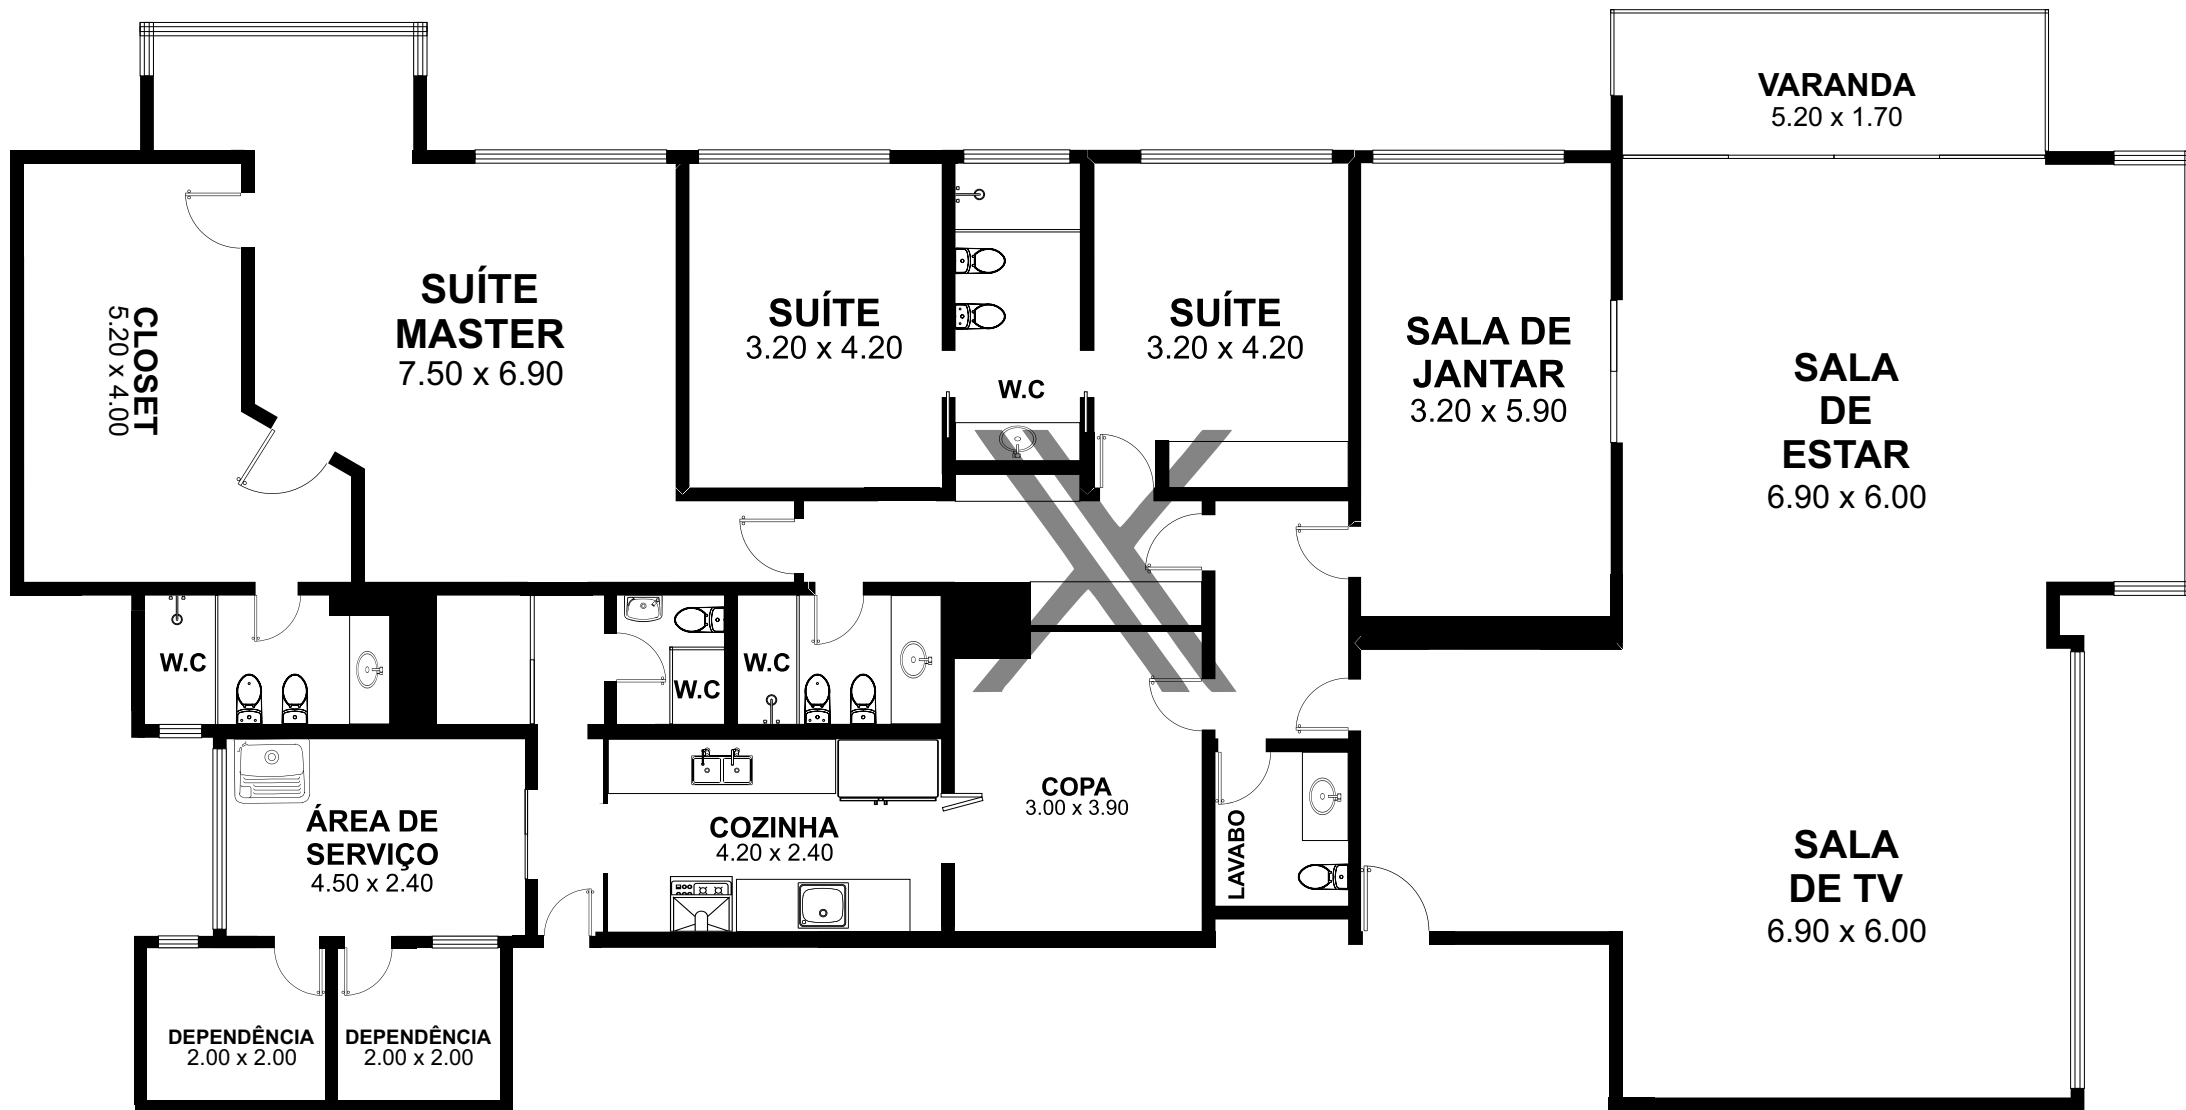 VARANDA
5.20 x 1.70
CLOSET
5.20 x 4.00
SUÍTE
MASTER
7.50 x 6.90
SUÍTE
3.20 x 4.20
W.C
SUÍTE
3.20 x 4.20
SALA DE
JANTAR
3.20 x 5.90
SALA
DE
ESTAR
6.90 x 6.00
W.C
W.C
W.C
ÁREA DE
SERVIÇO
4.50 x 2.40
COZINHA
4.20 x 2.40
COPA
3.00 x 3.90
LAVABO
SALA
DE TV
6.90 x 6.00
DEPENDÊNCIA
2.00 x 2.00
DEPENDÊNCIA
2.00 x 2.00